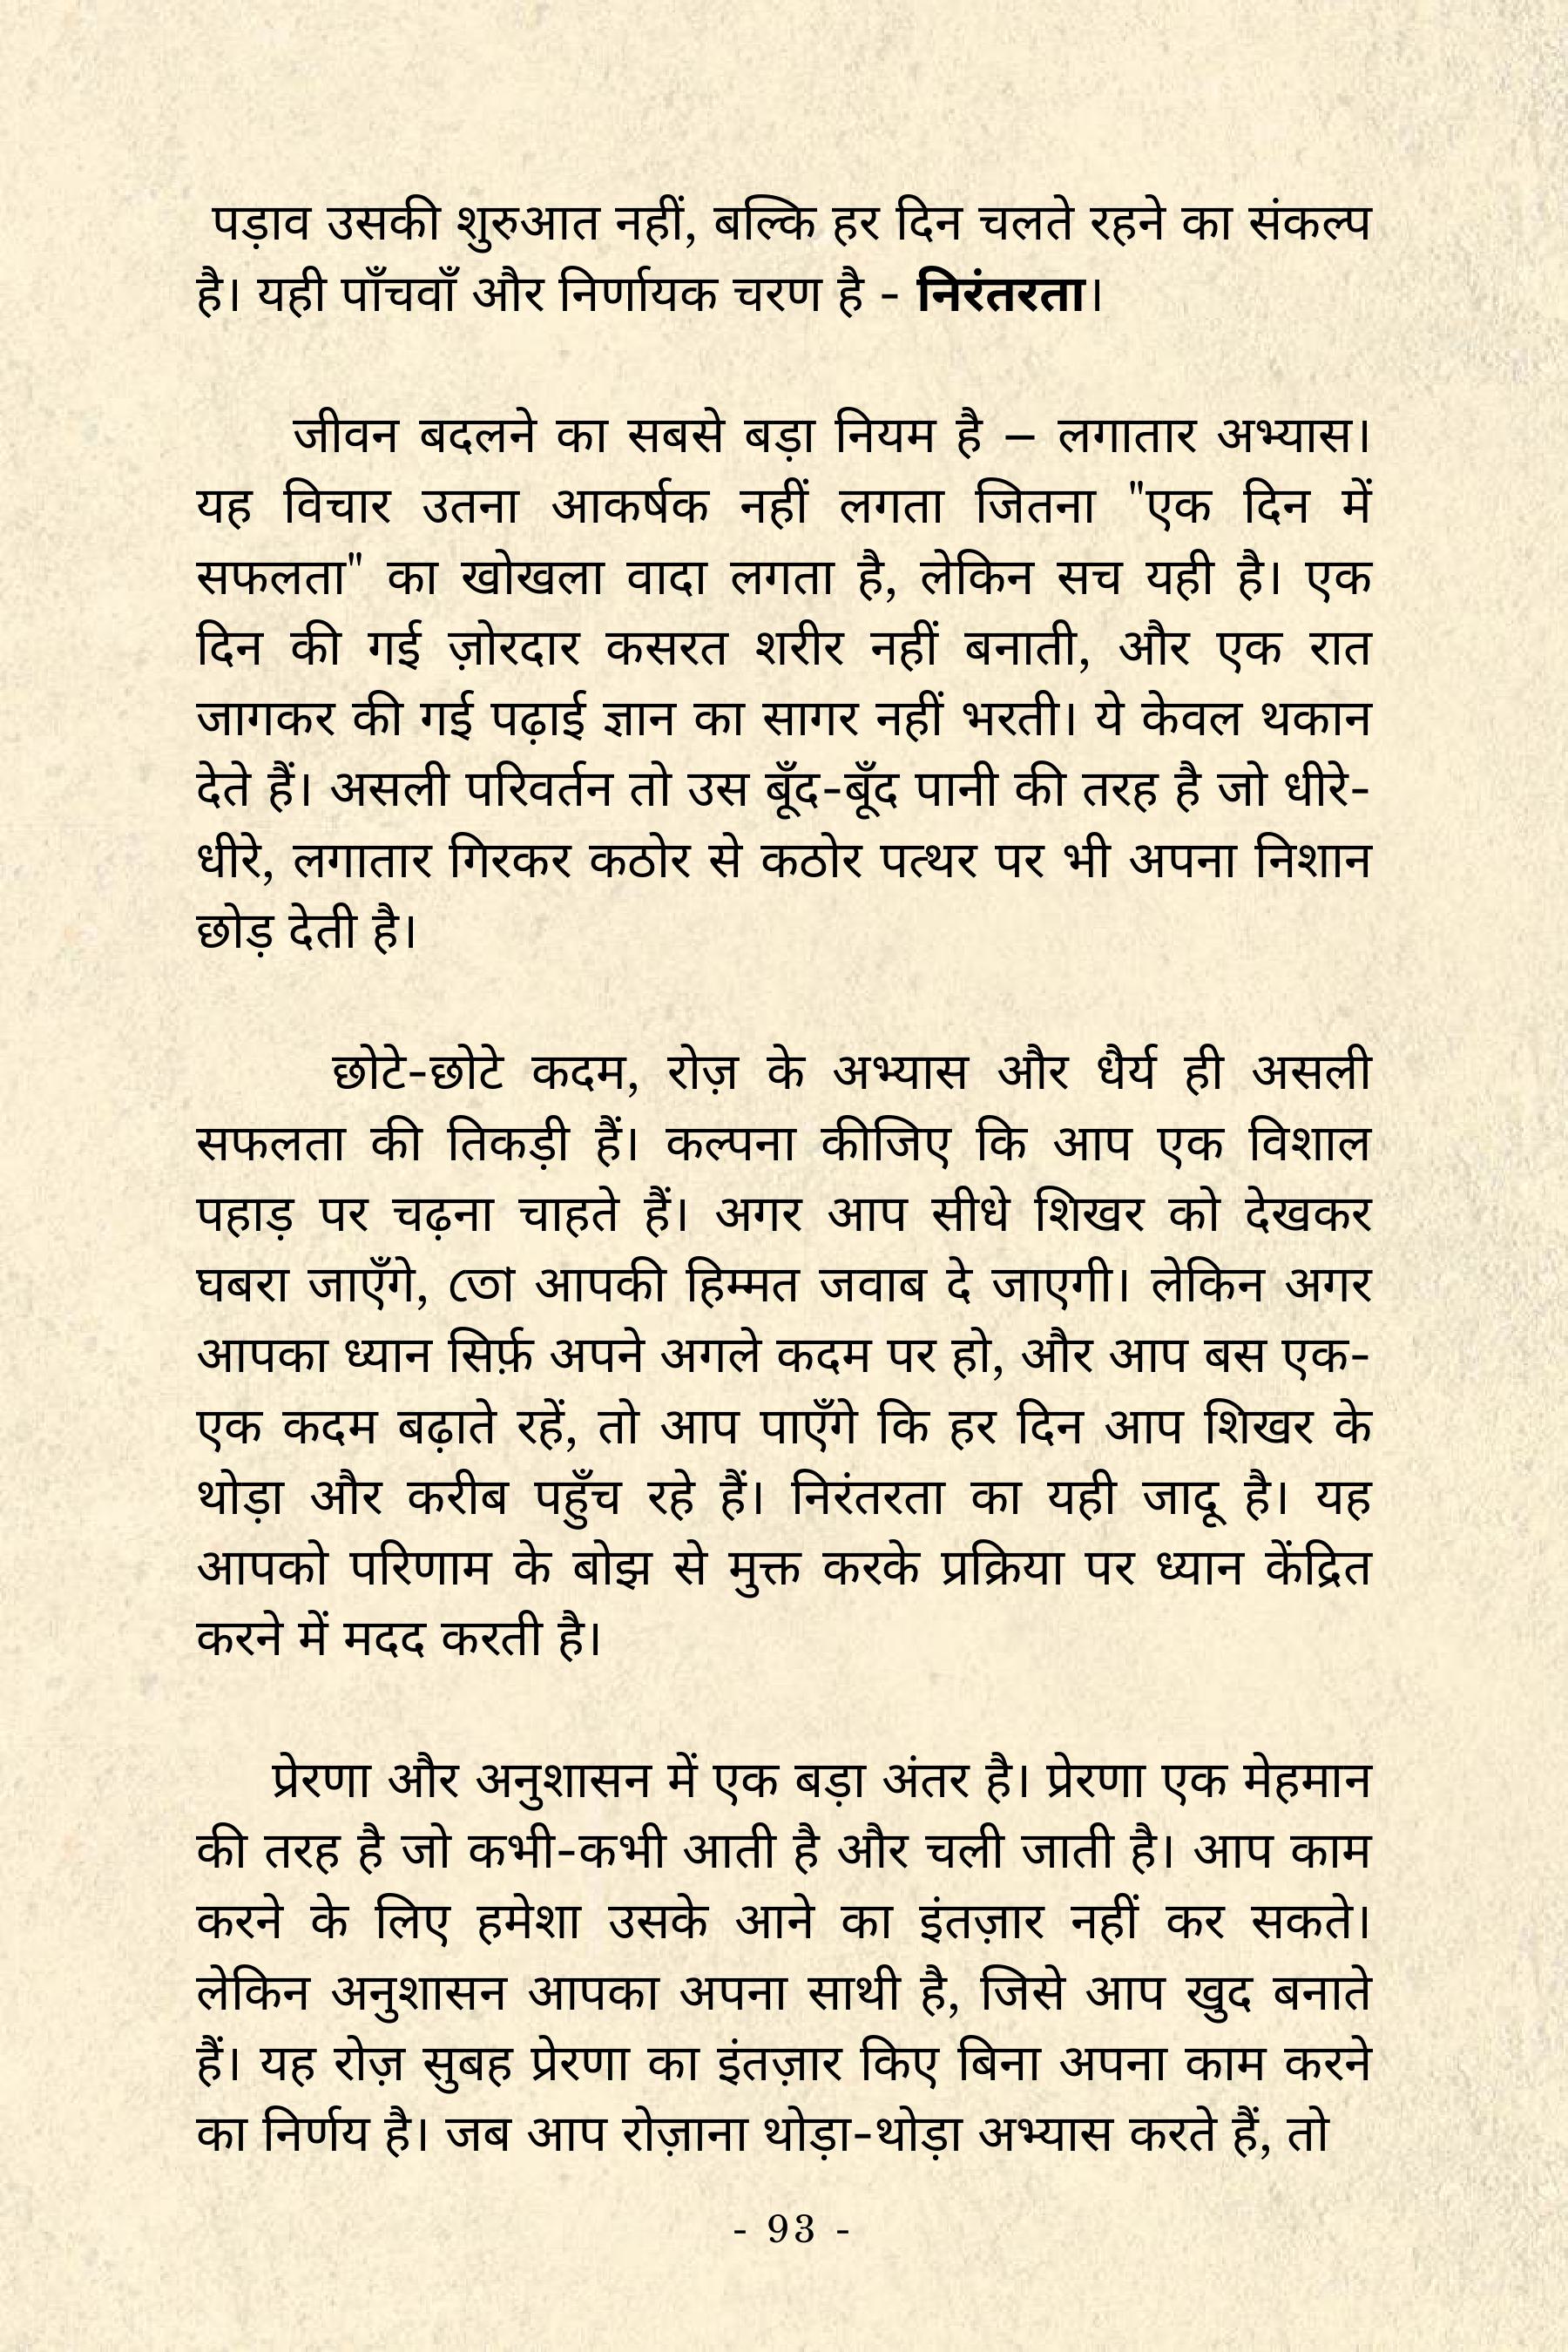 पड़ाव उसकी शुरुआत नहीं, बल्कि हर दिन चलते रहने का संकल्प
है। यही पाँचवाँ और निर्णायक चरण है - निरंतरता।
जीवन बदलने का सबसे बड़ा नियम है – लगातार अभ्यास।
यह विचार उतना आकर्षक नहीं लगता जितना "एक दिन में
सफलता" का खोखला वादा लगता है, लेकिन सच यही है। एक
दिन की गई ज़ोरदार कसरत शरीर नहीं बनाती, और एक रात
जागकर की गई पढ़ाई ज्ञान का सागर नहीं भरती। ये केवल थकान
देते हैं। असली परिवर्तन तो उस बूँद-बूँद पानी की तरह है जो धीरे-
धीरे, लगातार गिरकर कठोर से कठोर पत्थर पर भी अपना निशान
छोड़ देती है।
छोटे-छोटे कदम, रोज़ के अभ्यास और धैर्य ही असली
सफलता की तिकड़ी हैं। कल्पना कीजिए कि आप एक विशाल
पहाड़ पर चढ़ना चाहते हैं। अगर आप सीधे शिखर को देखकर
घबरा जाएँगे, তো आपकी हिम्मत जवाब दे जाएगी। लेकिन अगर
आपका ध्यान सिर्फ़ अपने अगले कदम पर हो, और आप बस एक-
एक कदम बढ़ाते रहें, तो आप पाएँगे कि हर दिन आप शिखर के
थोड़ा और करीब पहुँच रहे हैं। निरंतरता का यही जादू है। यह
आपको परिणाम के बोझ से मुक्त करके प्रक्रिया पर ध्यान केंद्रित
करने में मदद करती है।
प्रेरणा और अनुशासन में एक बड़ा अंतर है। प्रेरणा एक मेहमान
की तरह है जो कभी-कभी आती है और चली जाती है। आप काम
करने के लिए हमेशा उसके आने का इंतज़ार नहीं कर सकते।
लेकिन अनुशासन आपका अपना साथी है, जिसे आप खुद बनाते
हैं। यह रोज़ सुबह प्रेरणा का इंतज़ार किए बिना अपना काम करने
का निर्णय है। जब आप रोज़ाना थोड़ा-थोड़ा अभ्यास करते हैं, तो
- 93 -